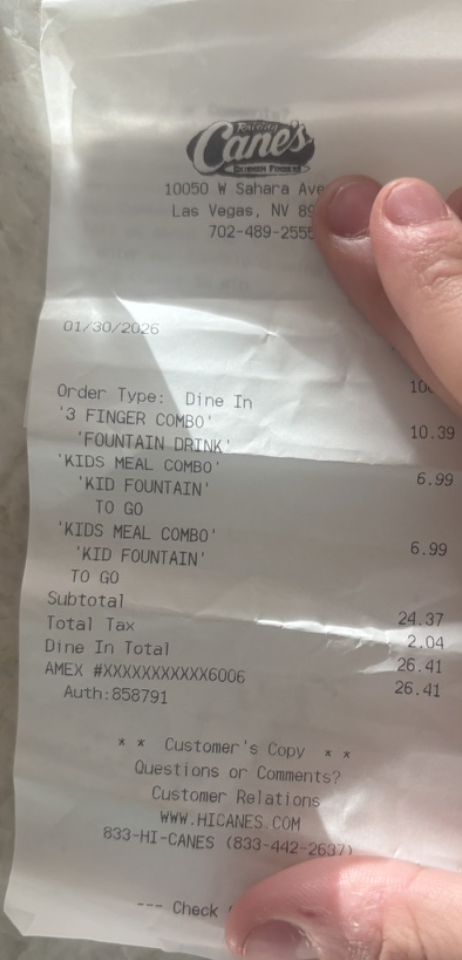 Raising
Cane's
CHICKEN FINGERS
10050 W Sahara Ave
Las Vegas, NV 89
702-489-2555
01/30/2026
Order Type: Dine In
'3 FINGER COMBO' 10.39
'FOUNTAIN DRINK'
'KIDS MEAL COMBO' 6.99
'KID FOUNTAIN'
TO GO
'KIDS MEAL COMBO' 6.99
'KID FOUNTAIN'
TO GO
Subtotal 24.37
Total Tax 2.04
Dine In Total 26.41
AMEX #XXXXXXXXXXX6006 26.41
Auth:858791
* * Customer's Copy * *
Questions or Comments?
Customer Relations
WWW.HICANES.COM
833-HI-CANES (833-442-2637)
--- Check